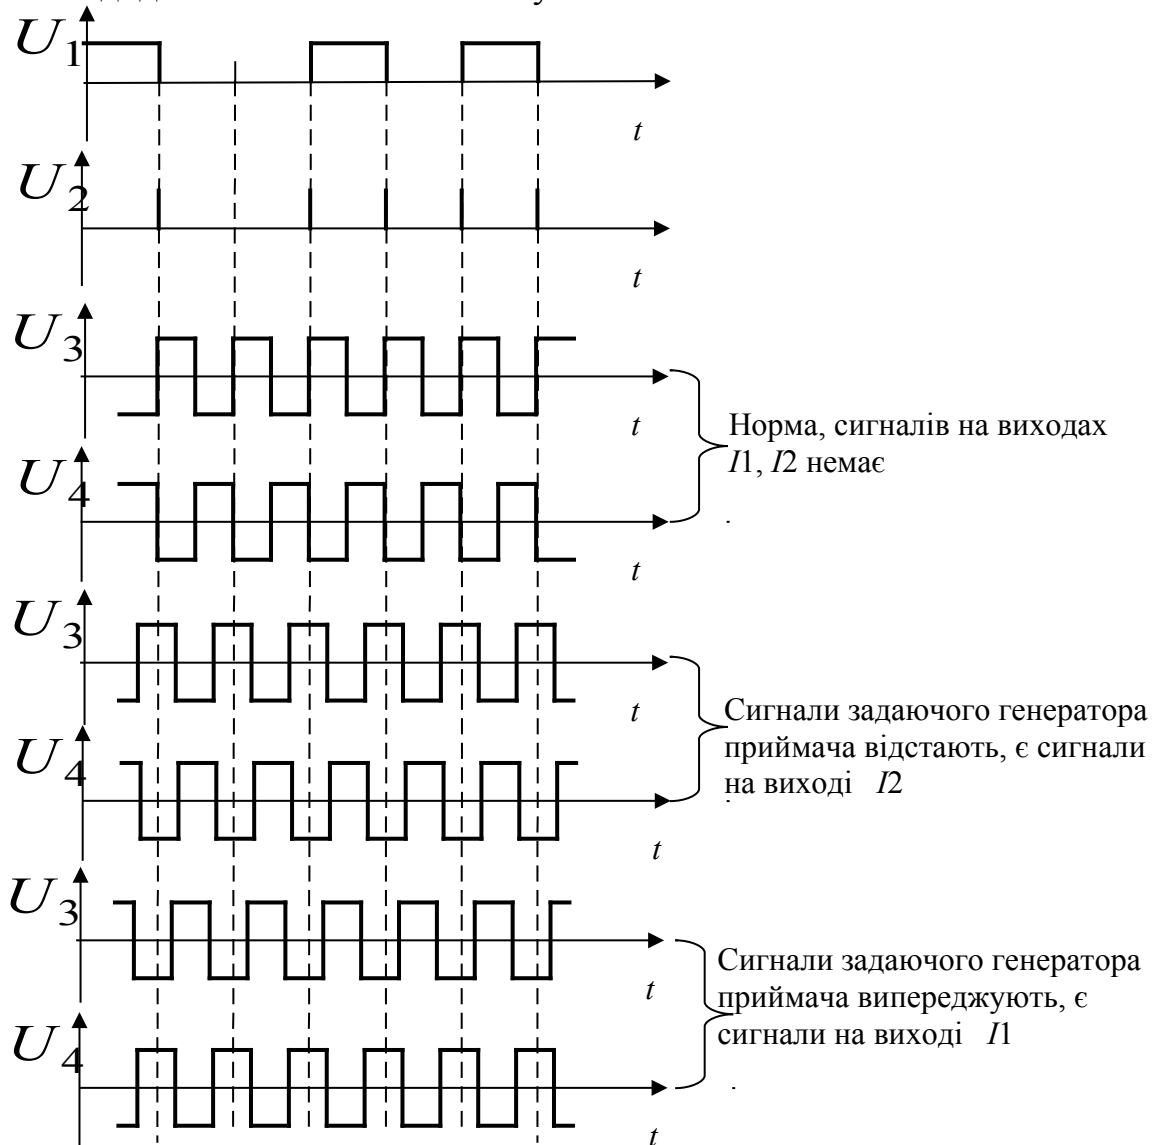 U1
t
U2
t
U3
t
Норма, сигналів на виходах
I1, I2 немає
U4
.
t
U3
t
Сигнали задаючого генератора
приймача відстають, є сигнали
на виході I2
U4
.
t
U3
t
Сигнали задаючого генератора
приймача випереджують, є
сигнали на виході I1
U4
.
t